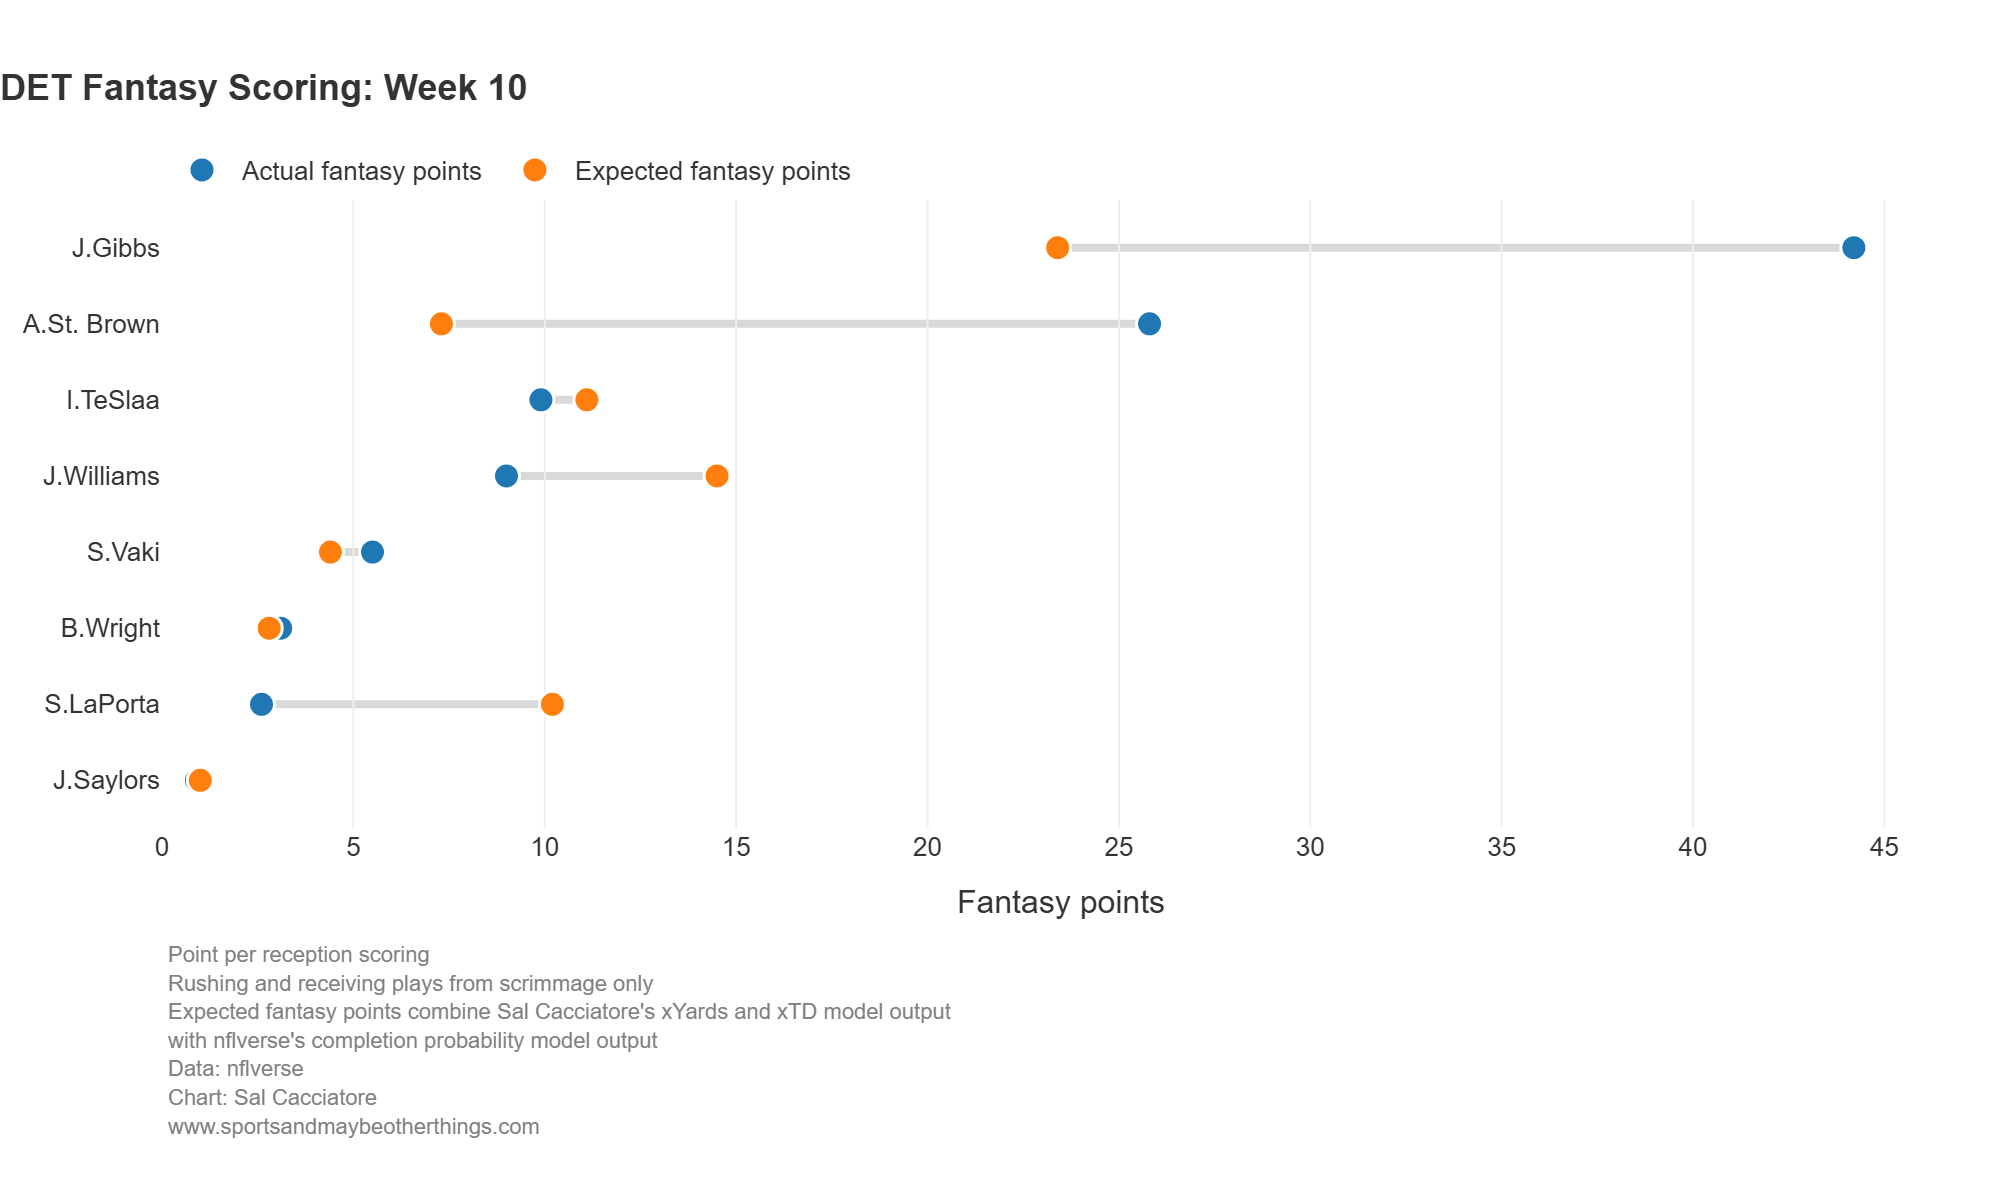 DET Fantasy Scoring: Week 10
Actual fantasy points Expected fantasy points
J.Gibbs
A.St. Brown
I.TeSlaa
J.Williams
S.Vaki
B.Wright
S.LaPorta
J.Saylors
0 5 10 15 20 25 30 35 40 45
Fantasy points
Point per reception scoring
Rushing and receiving plays from scrimmage only
Expected fantasy points combine Sal Cacciatore's xYards and xTD model output
with nflverse's completion probability model output
Data: nflverse
Chart: Sal Cacciatore
www.sportsandmaybeotherthings.com